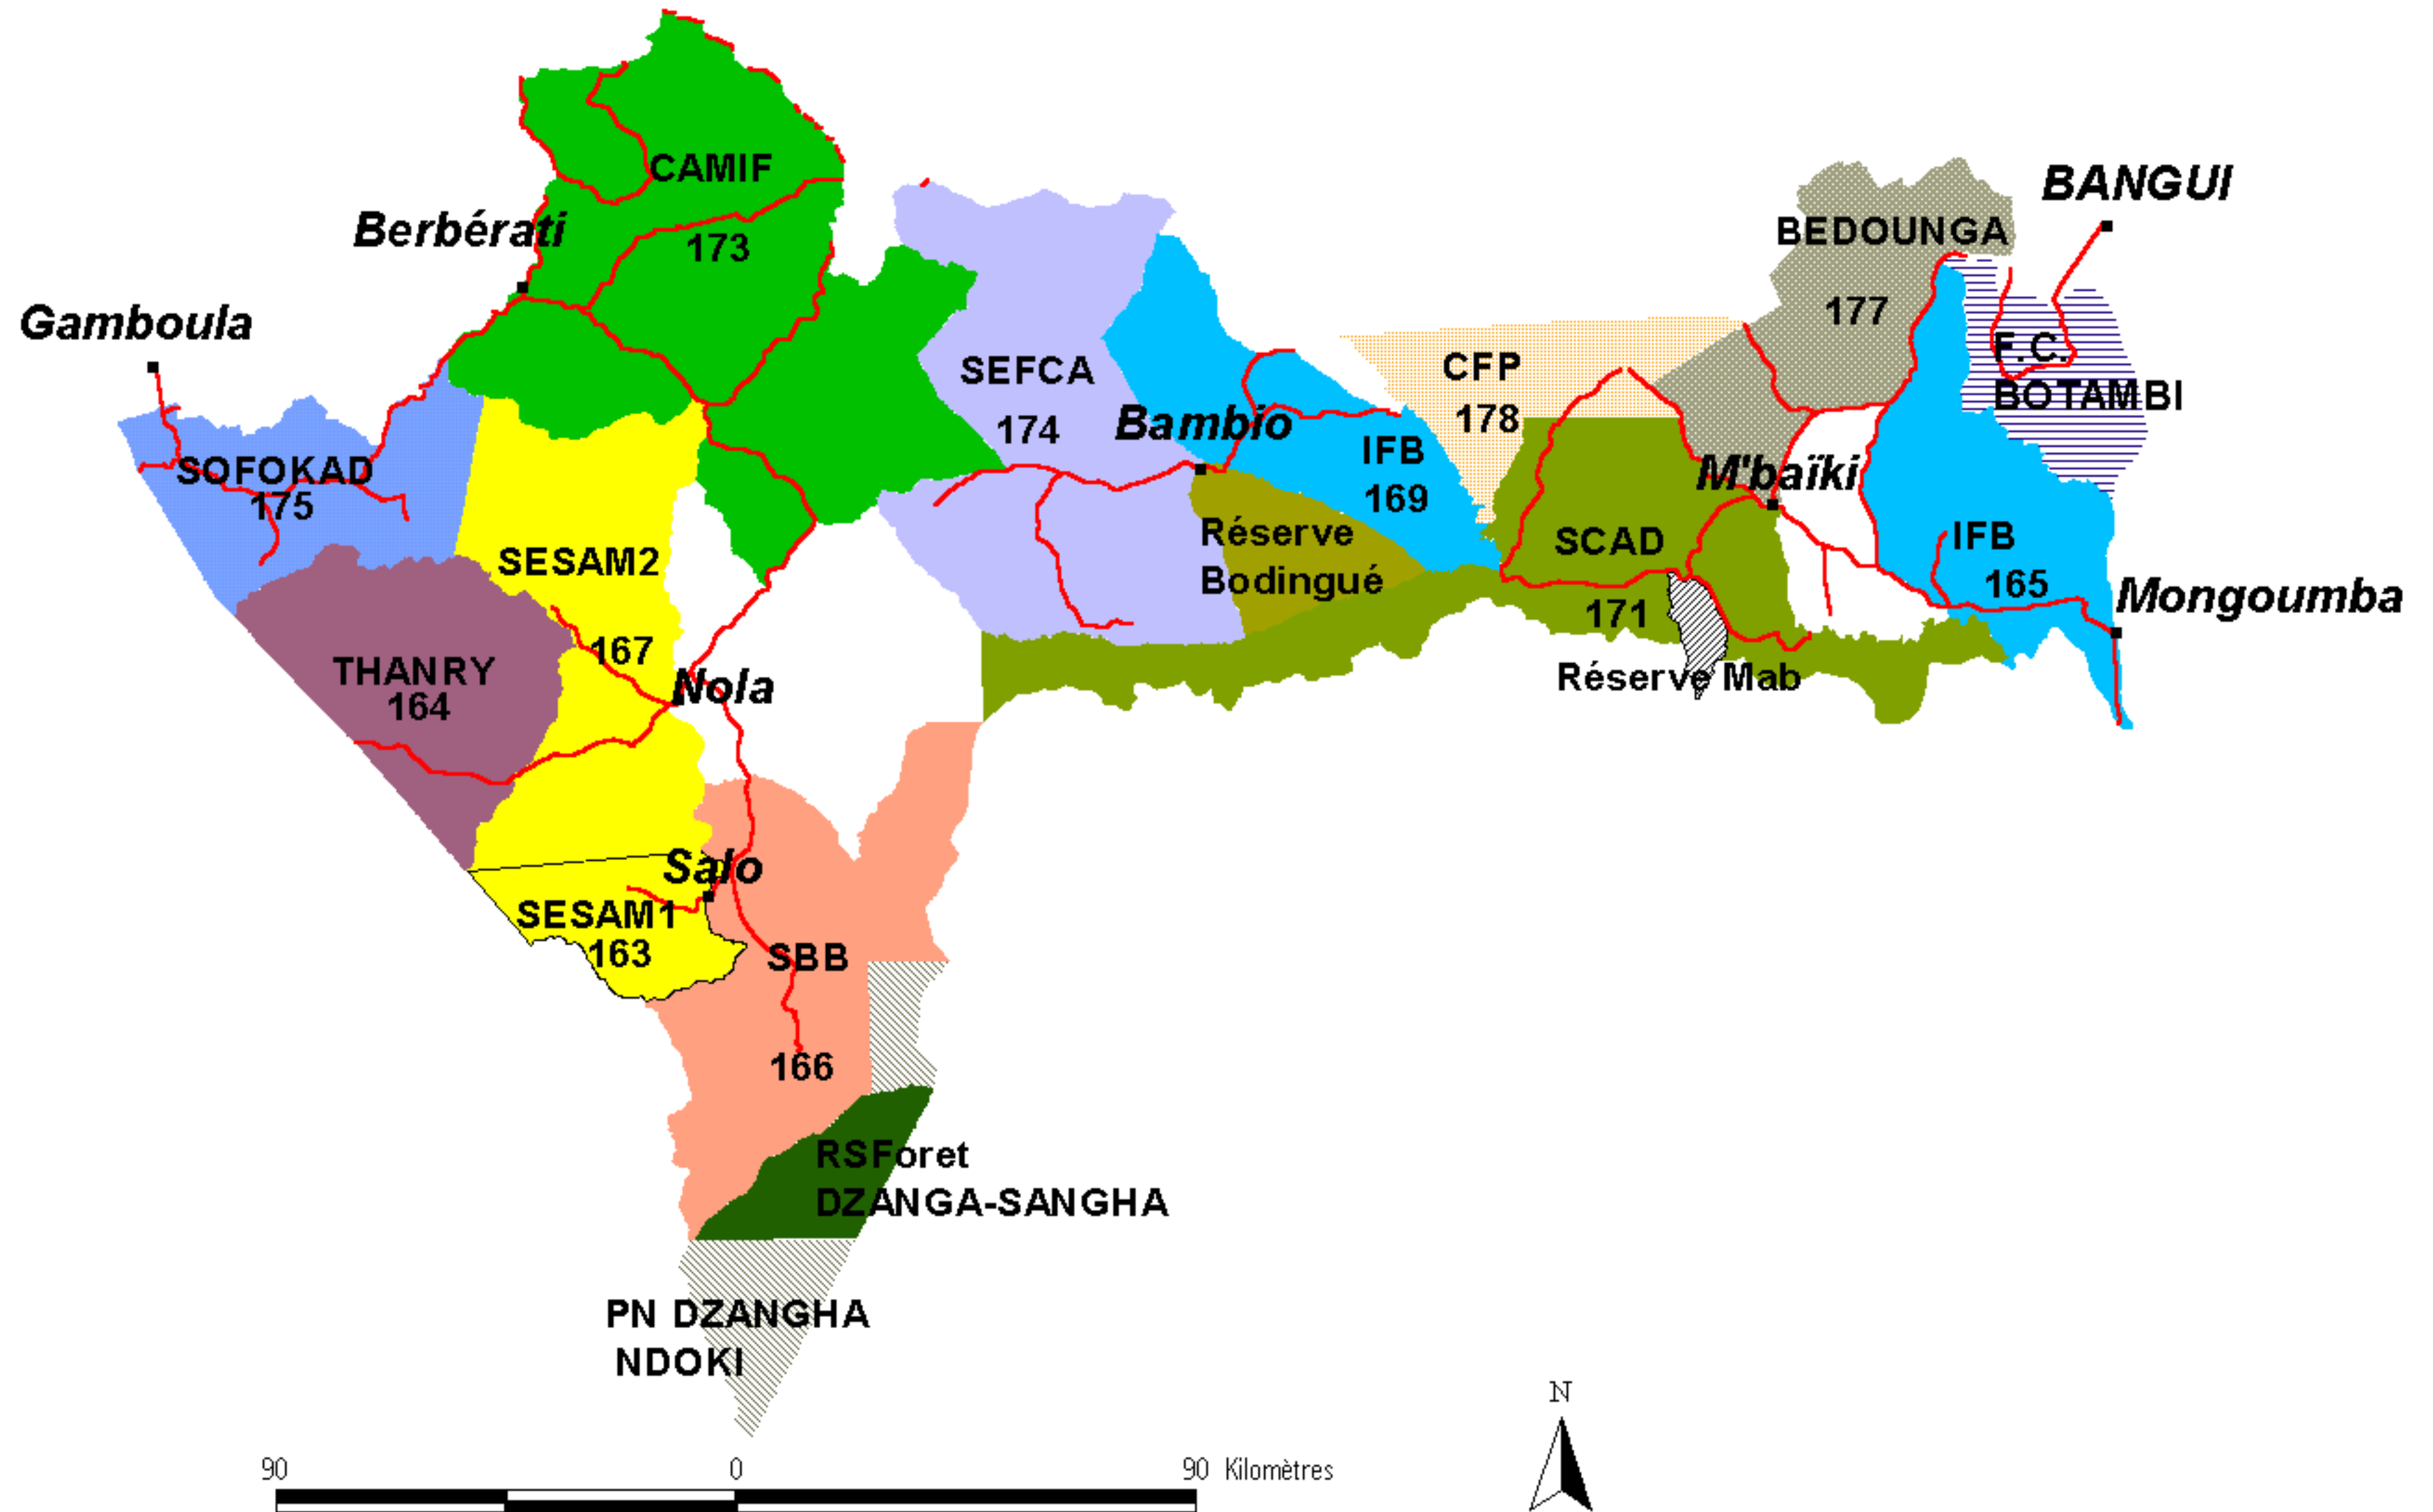 CAMIF
173
Berbérati
Gamboula
BANGUI
BEDOUNGA
177
F.C.
BOTAMBI
SEFCA
174
Bambio
CFP
178
IFB
169
M'baïki
SOFOKAD
175
SESAM2
167
Réserve
Bodingué
SCAD
171
IFB
165
Mongoumba
Réserve Mab
THANRY
164
Nola
Salo
SESAM1
163
SBB
166
RSForet
DZANGA-SANGHA
PN DZANGHA
NDOKI
N
90 0 90 Kilomètres